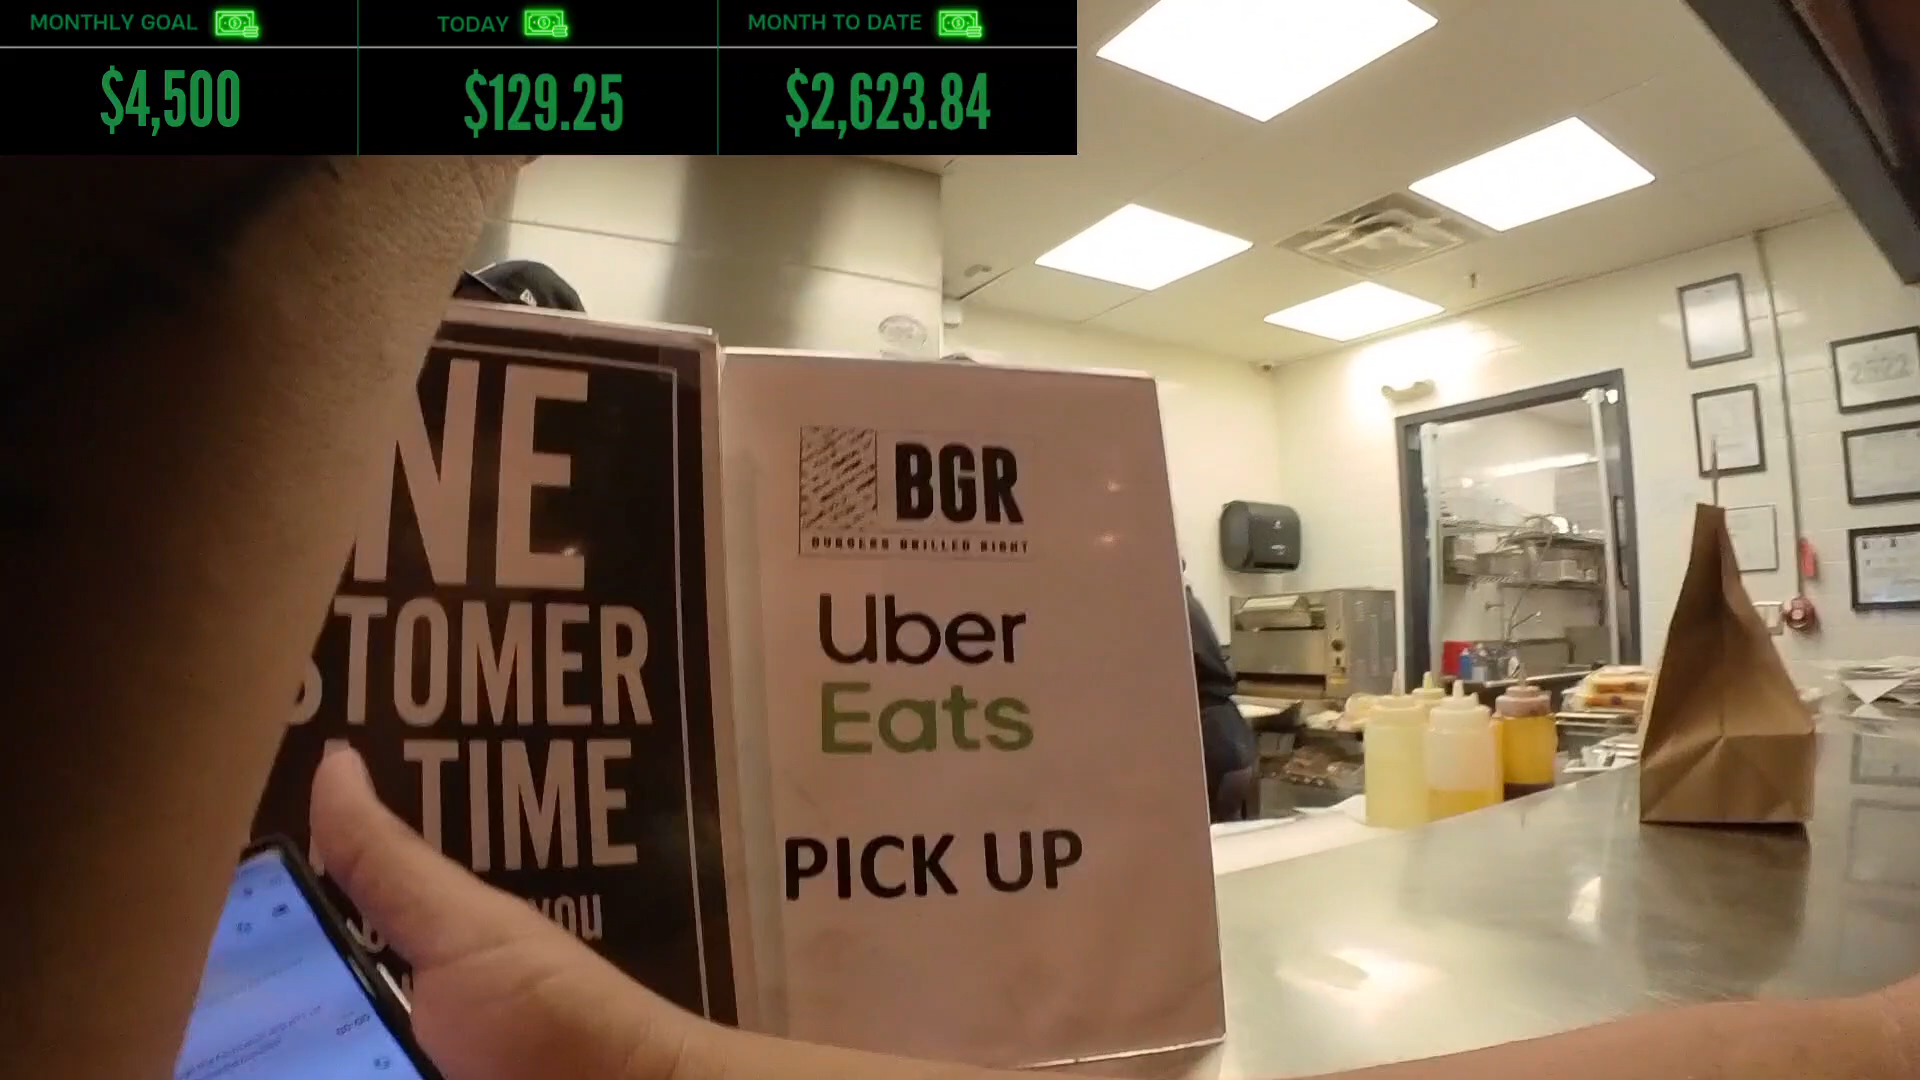 MONTHLY GOAL
$4,500
TODAY
$129.25
MONTH TO DATE
$2,623.84
NE
STOMER
TIME
YOU
BGR
BURGERS GRILLED RIGHT
Uber
Eats
PICK UP